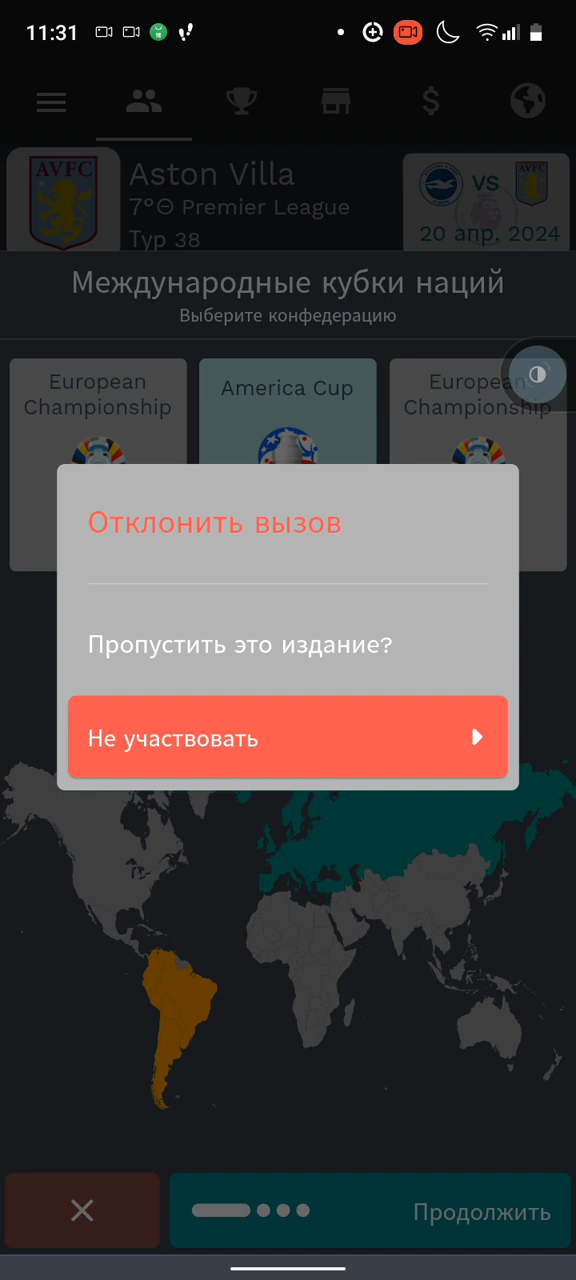 11:31
Aston Villa
7° Premier League
Тур 38
AVFC
VS
20 апр. 2024
Международные кубки наций
Выберите конфедерацию
European
Championship
America Cup
European
Championship
Отклонить вызов
Пропустить это издание?
Не участвовать
Продолжить